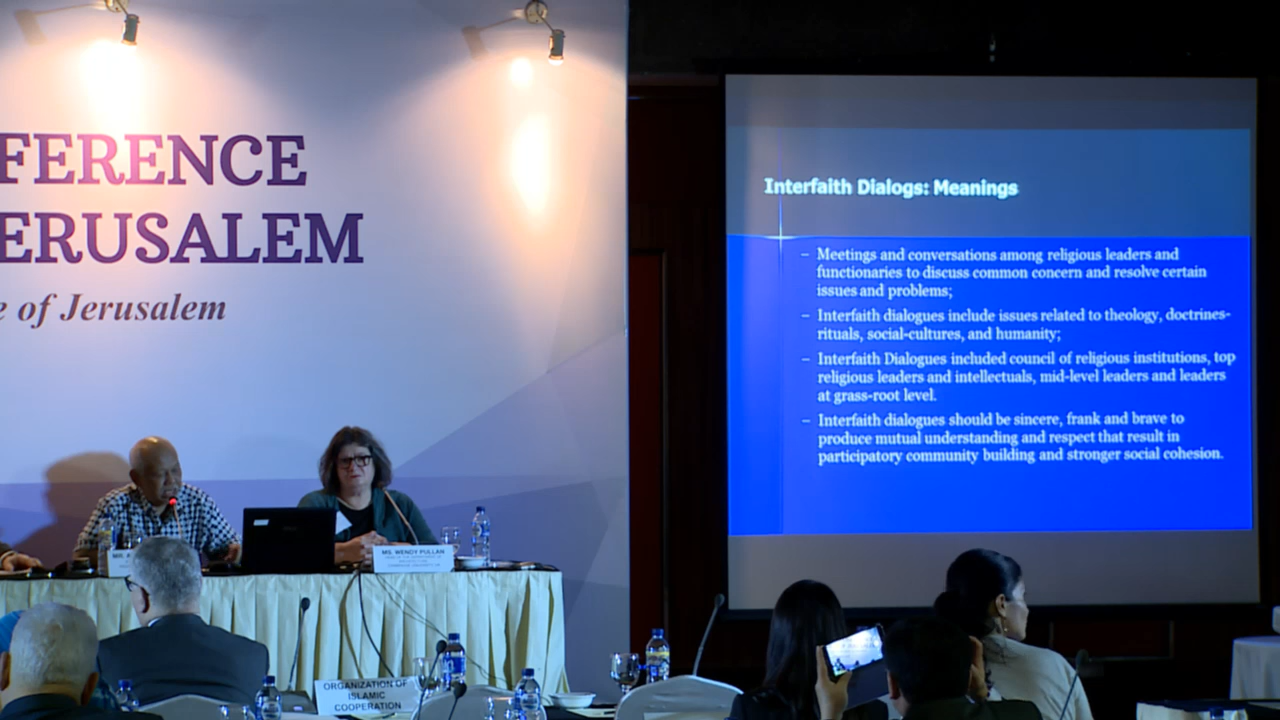 FERENCE
ERUSALEM
e of Jerusalem
Interfaith Dialogs: Meanings
– Meetings and conversations among religious leaders and
functionaries to discuss common concern and resolve certain
issues and problems;
– Interfaith dialogues include issues related to theology, doctrines-
rituals, social-cultures, and humanity;
– Interfaith Dialogues included council of religious institutions, top
religious leaders and intellectuals, mid-level leaders and leaders
at grass-root level.
– Interfaith dialogues should be sincere, frank and brave to
produce mutual understanding and respect that result in
participatory community building and stronger social cohesion.
MR. A
MS. WENDY PULLAN
ORGANIZATION OF
ISLAMIC
COOPERATION